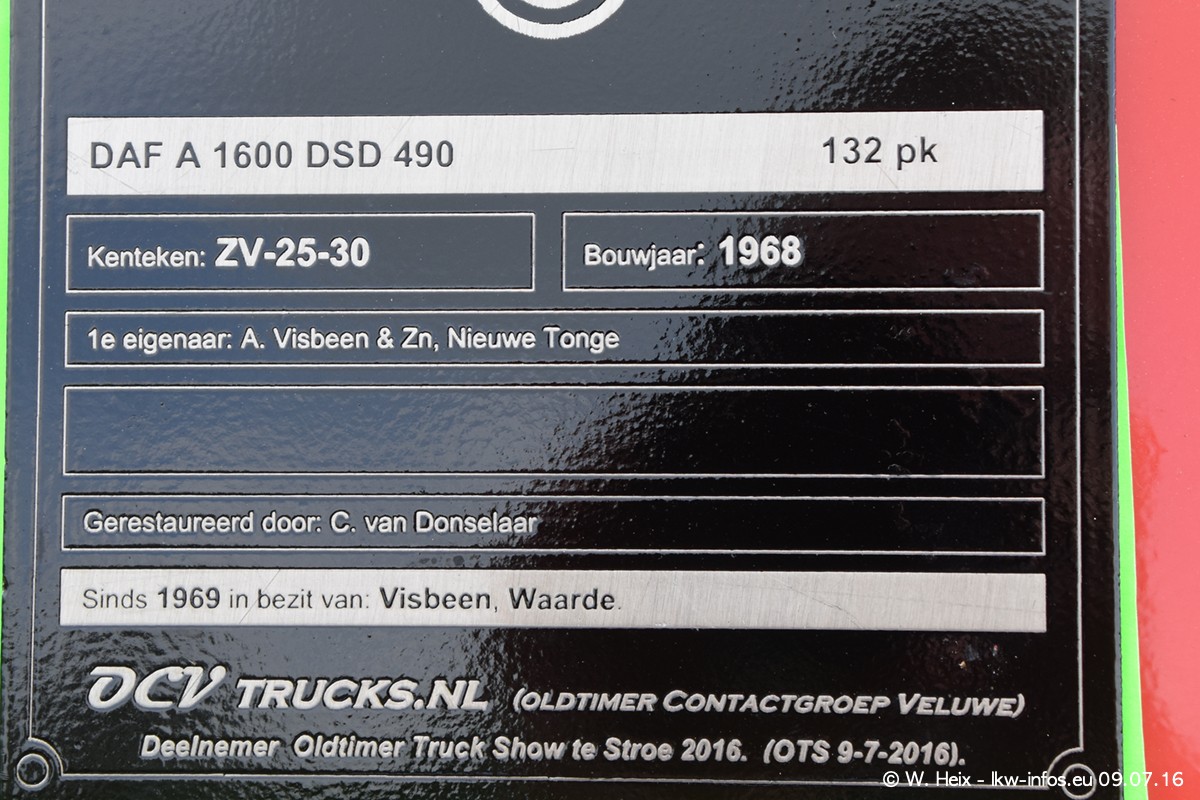 DAF A 1600 DSD 490 132 pk
Kenteken: ZV-25-30 Bouwjaar: 1968
1e eigenaar: A. Visbeen & Zn, Nieuwe Tonge
Gerestaureerd door: C. van Donselaar
Sinds 1969 in bezit van: Visbeen, Waarde.
OCV TRUCKS.NL (OLDTIMER CONTACTGROEP VELUWE)
Deelnemer Oldtimer Truck Show te Stroe 2016. (OTS 9-7-2016).
© W. Heix - lkw-infos.eu 09.07.16